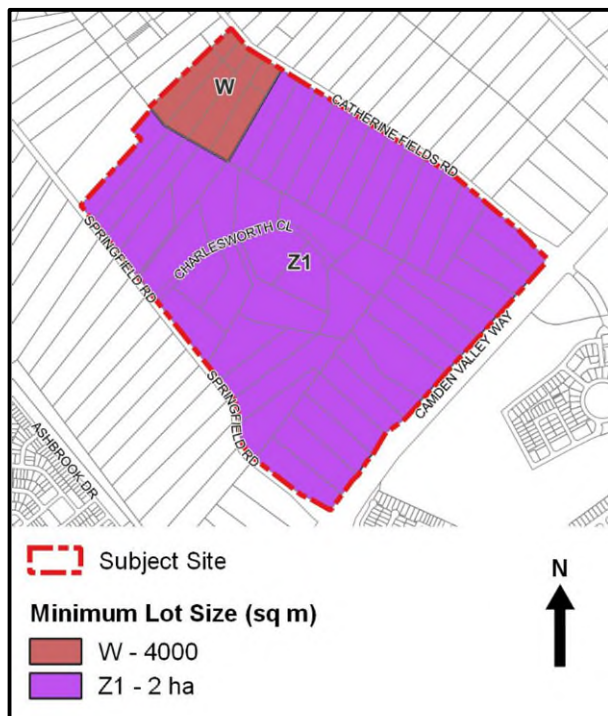 W
CATHERINE FIELDS RD
CHARLESWORTH CL
Z1
SPRINGFIELD RD
SPRINGFIELD RD
CAMDEN VALLEY WAY
ASHBROOK DR
Subject Site
N
Minimum Lot Size (sq m)
W - 4000
Z1 - 2 ha